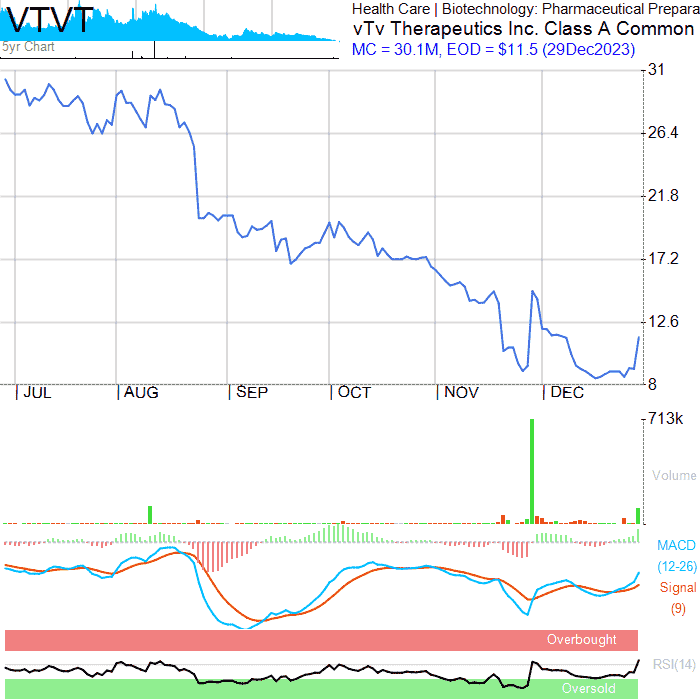 VTVT
5yr Chart
Health Care | Biotechnology: Pharmaceutical Prepara
vTv Therapeutics Inc. Class A Common
MC = 30.1M, EOD = $11.5 (29Dec2023)
31
26.4
21.8
17.2
12.6
8
JUL AUG SEP OCT NOV DEC
713k
Volume
MACD
(12-26)
Signal
(9)
Overbought
RSI(14)
Oversold